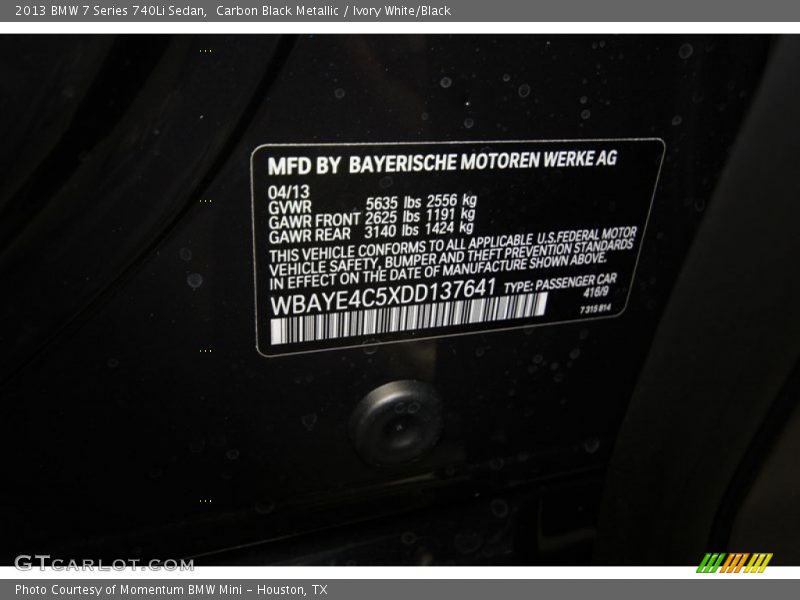 2013 BMW 7 Series 740Li Sedan,  Carbon Black Metallic / Ivory White/Black
MFD BY BAYERISCHE MOTOREN WERKE AG
04/13
GVWR 5635 lbs 2556 kg
GAWR FRONT 2625 lbs 1191 kg
GAWR REAR 3140 lbs 1424 kg
THIS VEHICLE CONFORMS TO ALL APPLICABLE U.S.FEDERAL MOTOR
VEHICLE SAFETY, BUMPER AND THEFT PREVENTION STANDARDS
IN EFFECT ON THE DATE OF MANUFACTURE SHOWN ABOVE.
WBAYE4C5XDD137641 TYPE: PASSENGER CAR
416/9
7 315 814
GTCARLOT.COM
Photo Courtesy of Momentum BMW Mini - Houston, TX